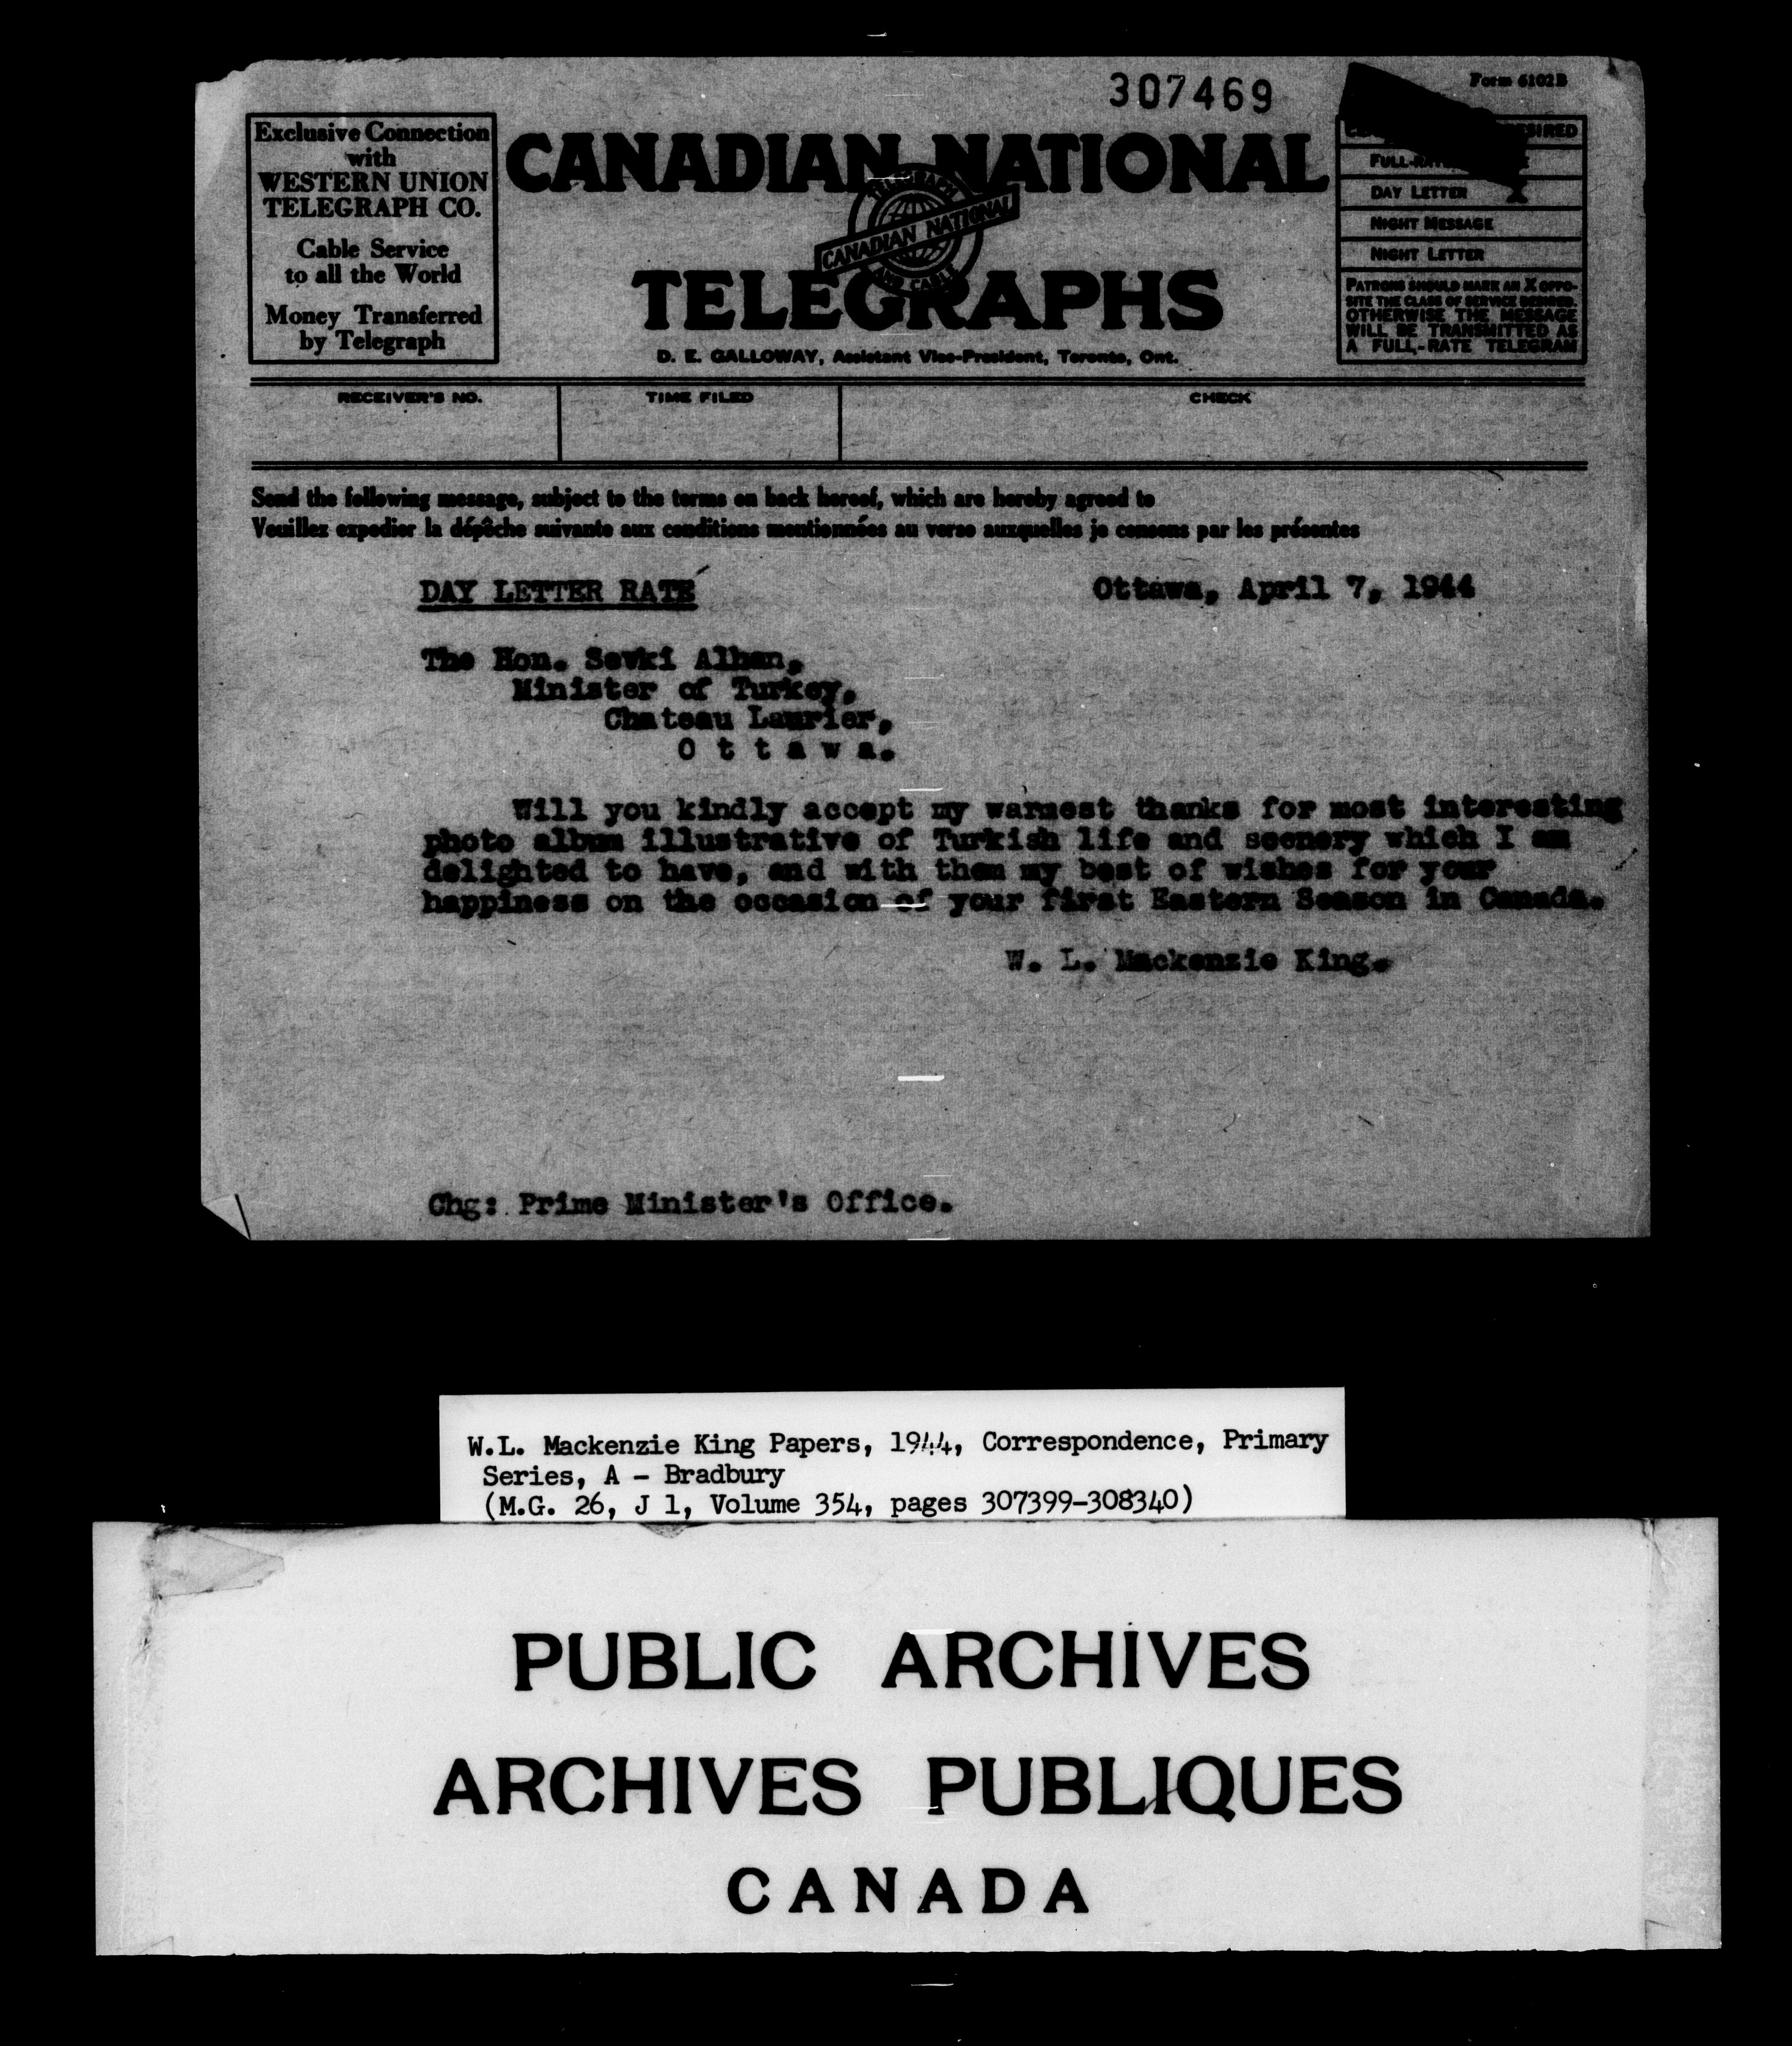 307469
Form 6102B
Exclusive Connection
with
WESTERN UNION
TELEGRAPH CO.
Cable Service
to all the World
Money Transferred
by Telegraph
CANADIAN NATIONAL
TELEGRAPH
CANADIAN NATIONAL
AND CABLE
TELEGRAPHS
D. E. GALLOWAY, Assistant Vice-President, Toronto, Ont.
FULL-RATE
DAY LETTER X
NIGHT MESSAGE
NIGHT LETTER
PATRONS SHOULD MARK AN X OPPO-
SITE THE CLASS OF SERVICE DESIRED.
OTHERWISE THE MESSAGE
WILL BE TRANSMITTED AS
A FULL-RATE TELEGRAM
RECEIVER'S NO. TIME FILED CHECK
Send the following message, subject to the terms on back hereof, which are hereby agreed to
Veuillez expedier la dépêche suivante aux conditions mentionnées au verso auxquelles je consens par les présentes
DAY LETTER RATE
Ottawa, April 7, 1944
The Hon. Sevki Alhan,
Minister of Turkey,
Chateau Laurier,
O t t a w a.
Will you kindly accept my warmest thanks for most interesting
photo album illustrative of Turkish life and scenery which I am
delighted to have, and with them my best of wishes for your
happiness on the occasion of your first Eastern Season in Canada.
W. L. Mackenzie King.
Chg: Prime Minister's Office.
W.L. Mackenzie King Papers, 1944, Correspondence, Primary
Series, A - Bradbury
(M.G. 26, J 1, Volume 354, pages 307399-308340)
PUBLIC ARCHIVES
ARCHIVES PUBLIQUES
CANADA